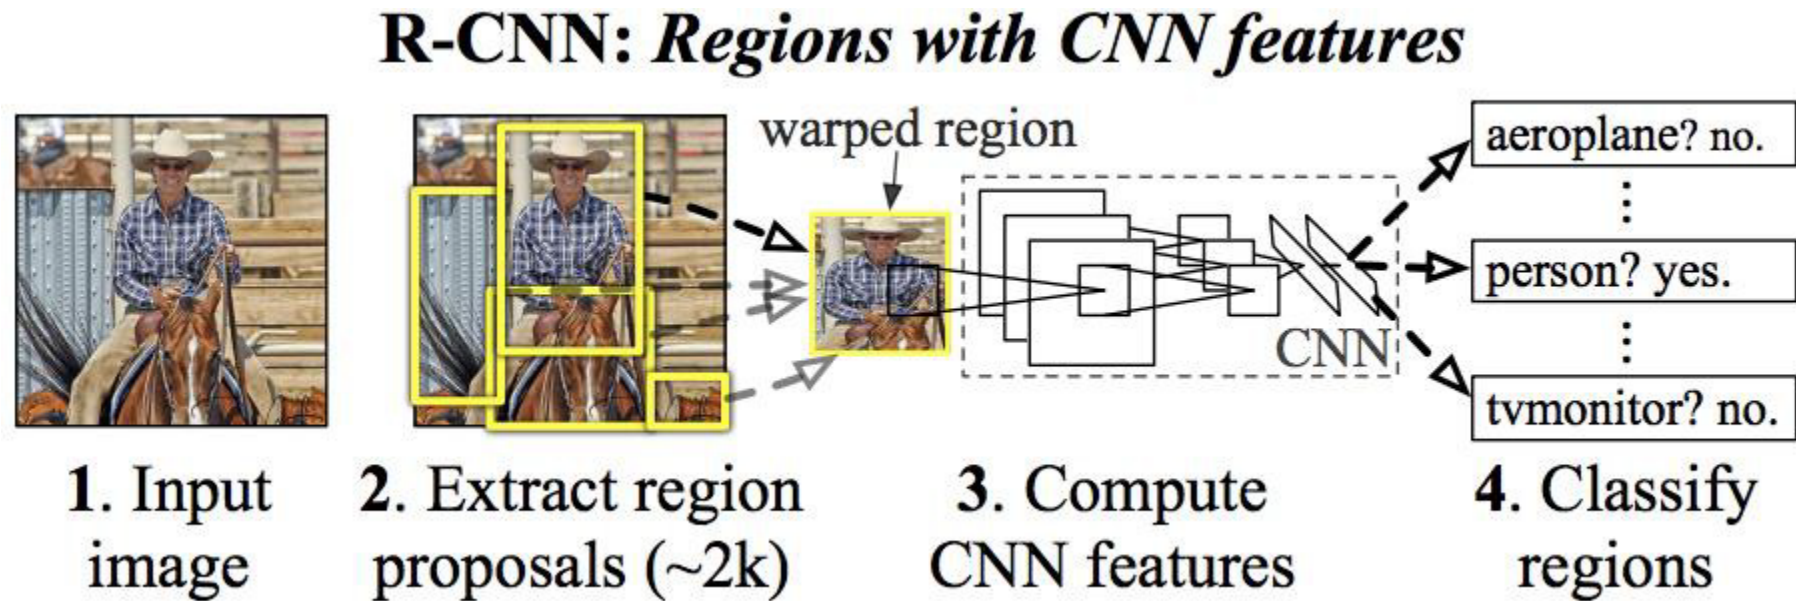 R-CNN: Regions with CNN features
warped region
aeroplane? no.
⋮
person? yes.
⋮
tvmonitor? no.
CNN
1. Input
image
2. Extract region
proposals (~2k)
3. Compute
CNN features
4. Classify
regions